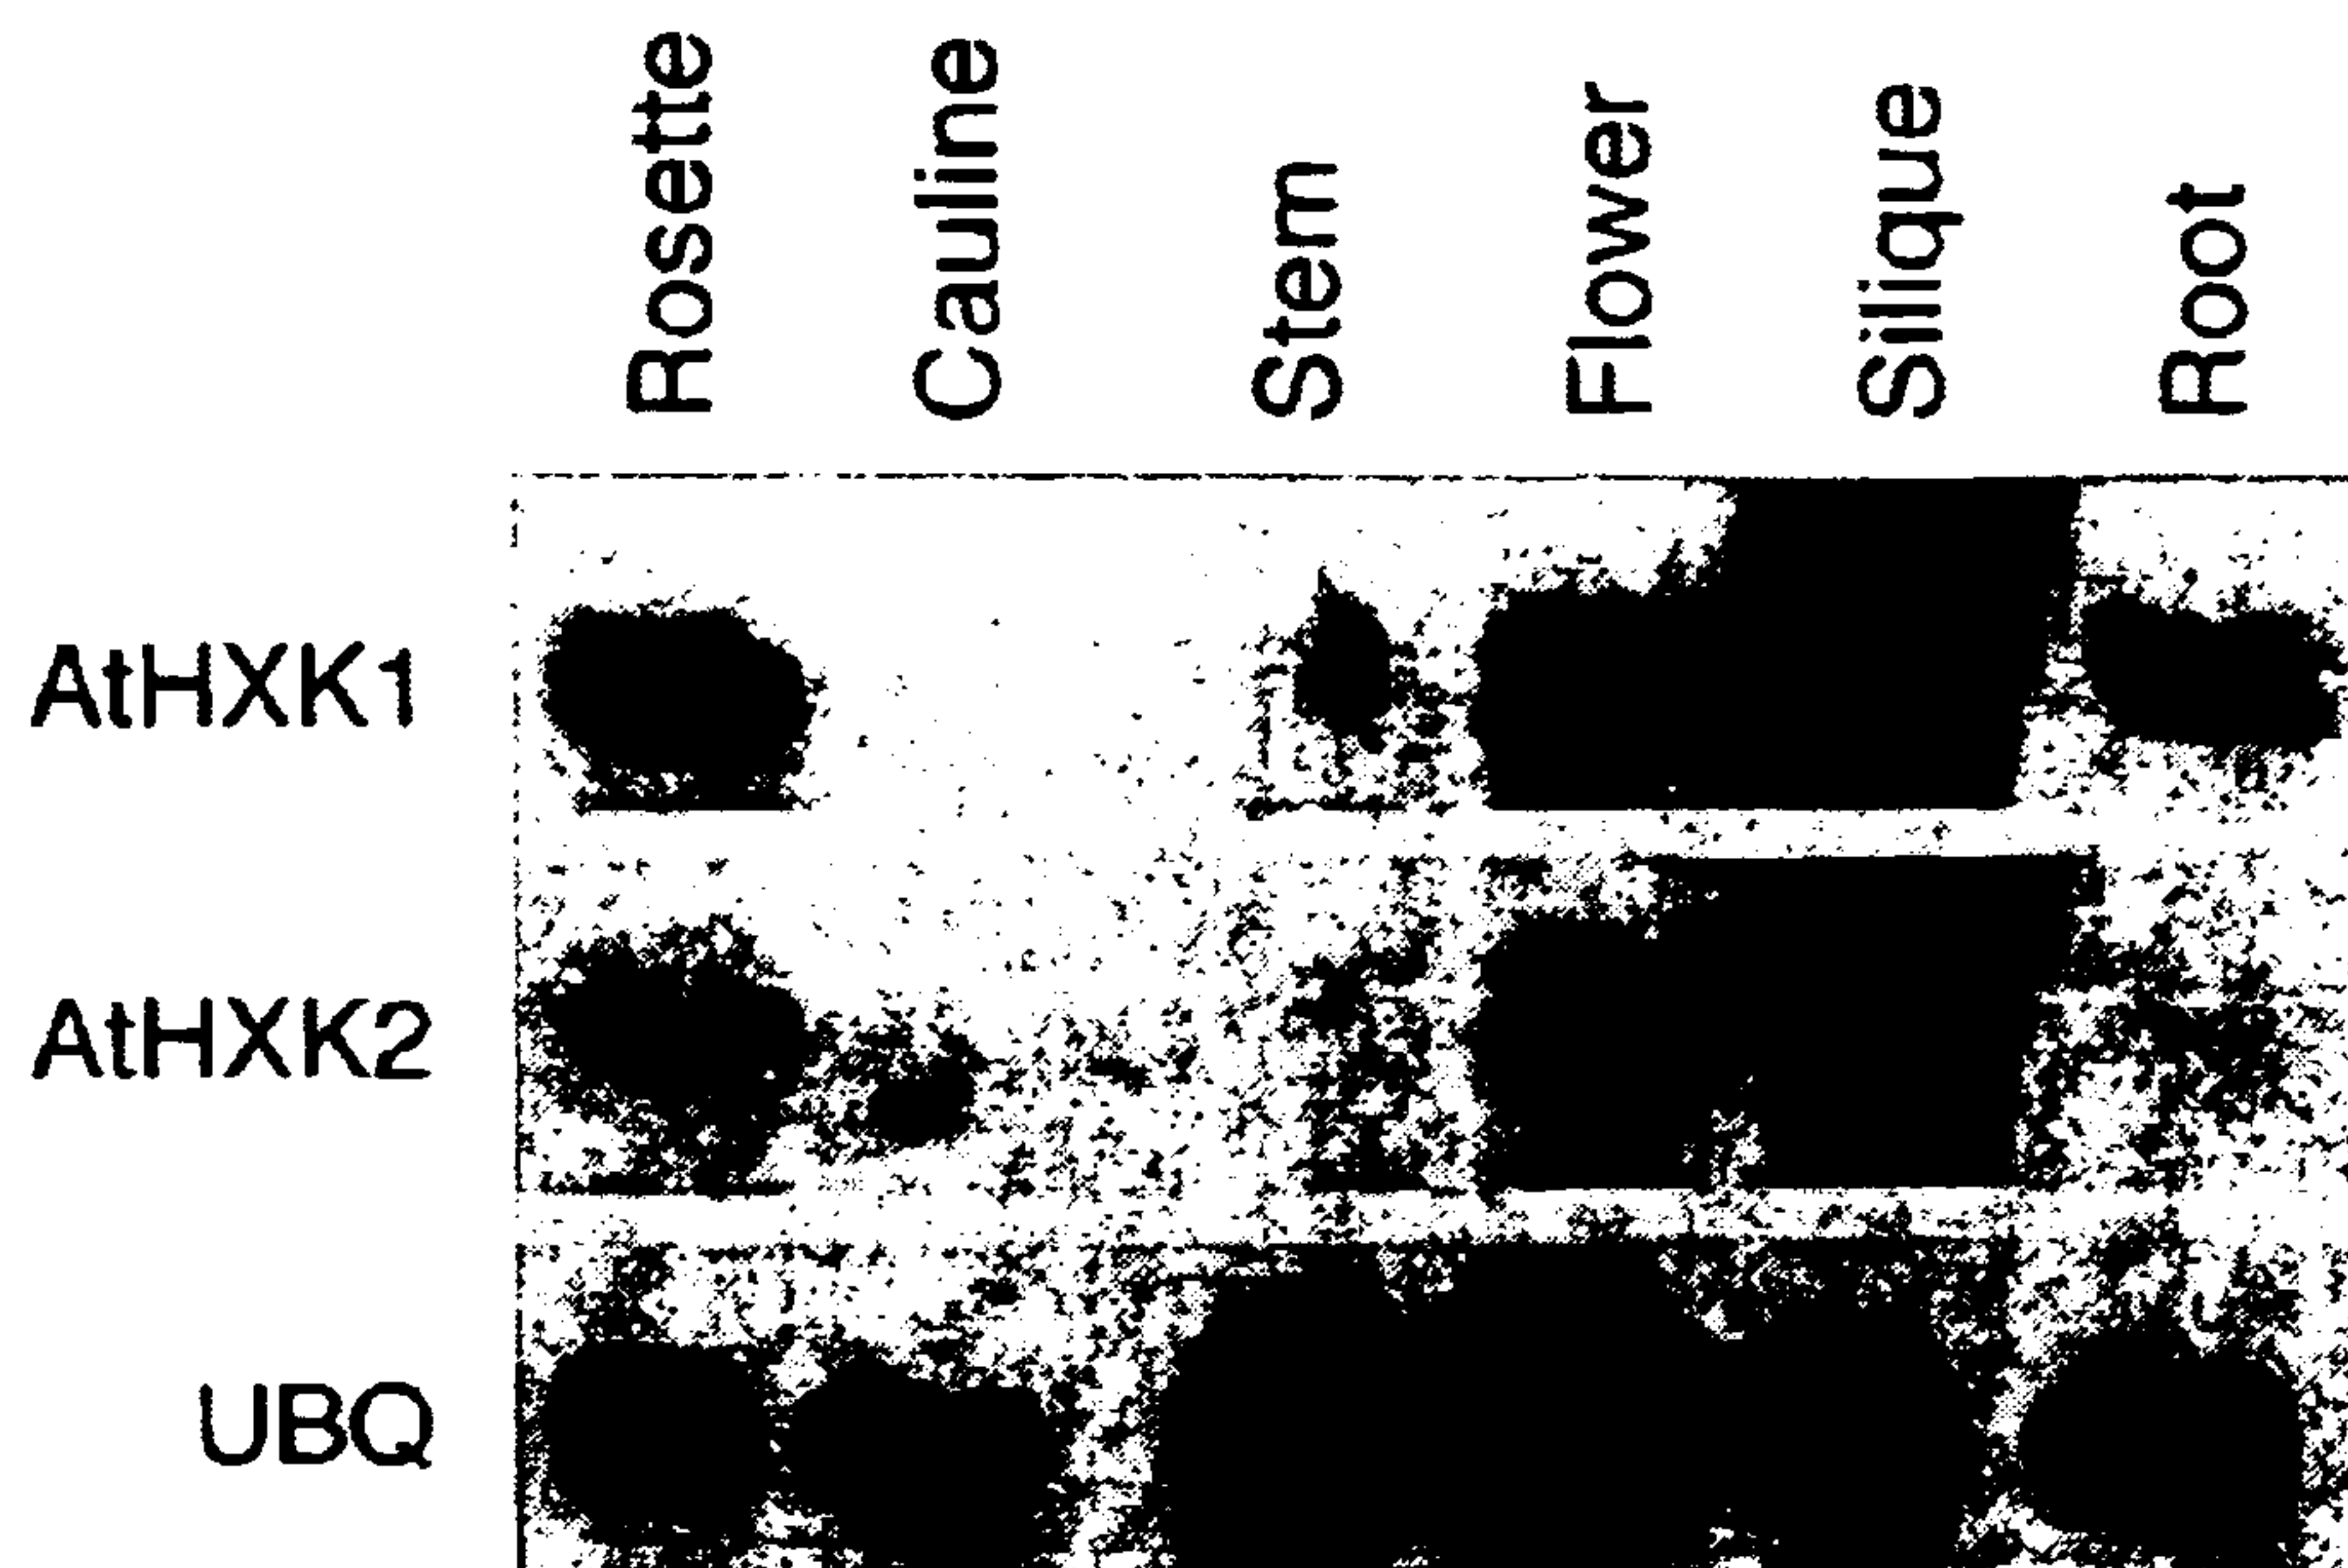 Rosette
Cauline
Stem
Flower
Silique
Root
AtHXK1
AtHXK2
UBQ